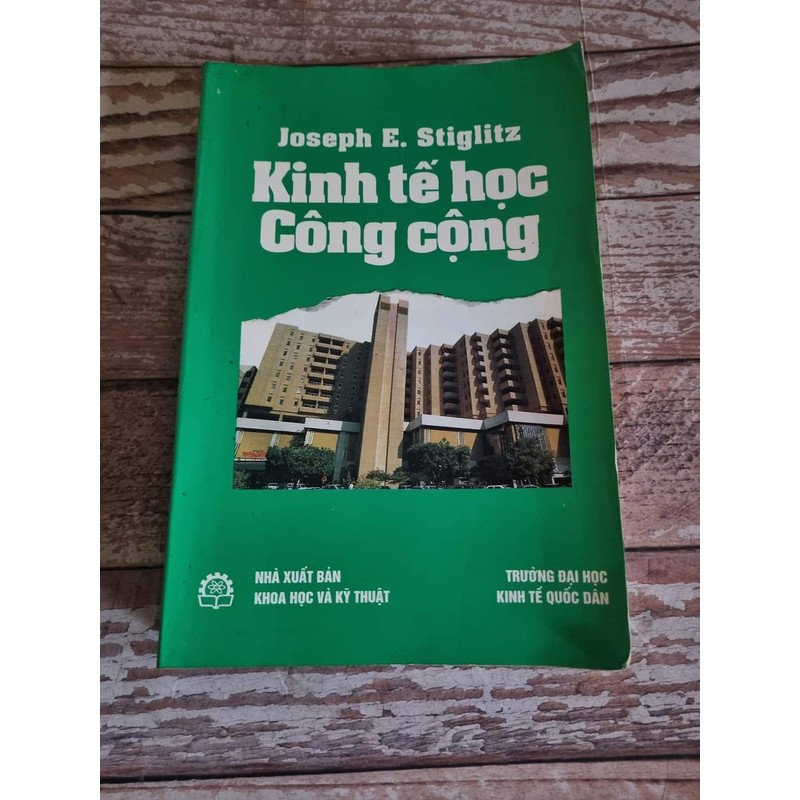 Joseph E. Stiglitz
Kinh tế học
Công cộng
NHÀ XUẤT BẢN
KHOA HỌC VÀ KỸ THUẬT
TRƯỜNG ĐẠI HỌC
KINH TẾ QUỐC DÂN